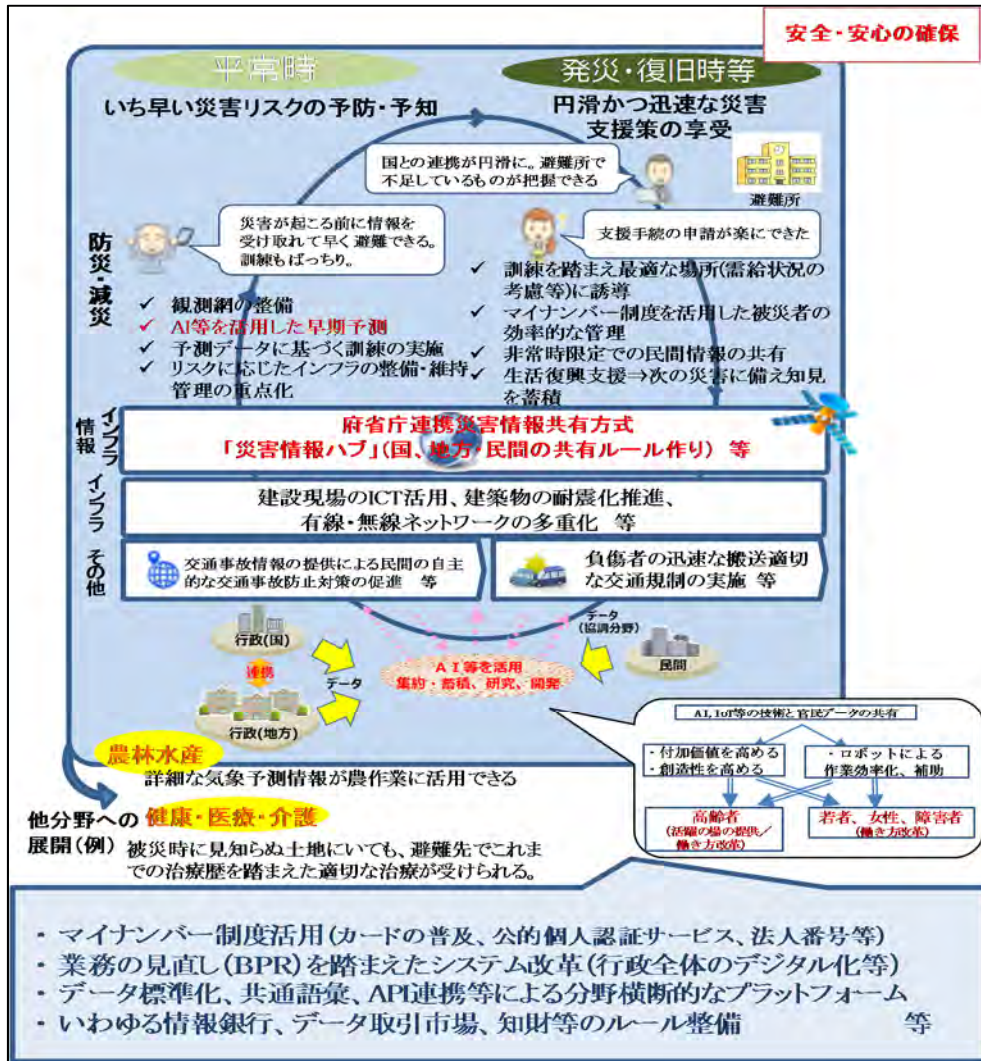 安全・安心の確保
平常時
いち早い災害リスクの予防・予知
発災・復旧時等
円滑かつ迅速な災害
支援策の享受
国との連携が円滑に。避難所で
不足しているものが把握できる
避難所
防災・減災
災害が起こる前に情報を
受け取れて早く避難できる。
訓練もばっちり。
支援手続の申請が楽にできた
✓ 観測網の整備
✓ AI等を活用した早期予測
✓ 予測データに基づく訓練の実施
✓ リスクに応じたインフラの整備・維持
管理の重点化
✓ 訓練を踏まえ最適な場所(需給状況の
考慮等)に誘導
✓ マイナンバー制度を活用した被災者の
効率的な管理
✓ 非常時限定での民間情報の共有
✓ 生活復興支援⇒次の災害に備え知見
を蓄積
情報
インフラ
府省庁連携災害情報共有方式
「災害情報ハブ」(国、地方・民間の共有ルール作り) 等
インフラ
建設現場のICT活用、建築物の耐震化推進、
有線・無線ネットワークの多重化 等
その他
交通事故情報の提供による民間の自主
的な交通事故防止対策の促進 等
負傷者の迅速な搬送適切
な交通規制の実施 等
行政(国)
連携
行政(地方)
データ
AI等を活用
集約・蓄積、研究、開発
データ
(協調分野)
民間
AI, IoT等の技術と官民データの共有
・付加価値を高める
・創造性を高める
・ロボットによる
作業効率化、補助
高齢者
(活躍の場の提供/
働き方改革)
若者、女性、障害者
(働き方改革)
農林水産
詳細な気象予測情報が農作業に活用できる
他分野への
展開(例)
健康・医療・介護
被災時に見知らぬ土地にいても、避難先でこれま
での治療歴を踏まえた適切な治療が受けられる。
・マイナンバー制度活用(カードの普及、公的個人認証サービス、法人番号等)
・業務の見直し(BPR)を踏まえたシステム改革(行政全体のデジタル化等)
・データ標準化、共通語彙、API連携等による分野横断的なプラットフォーム
・いわゆる情報銀行、データ取引市場、知財等のルール整備 等